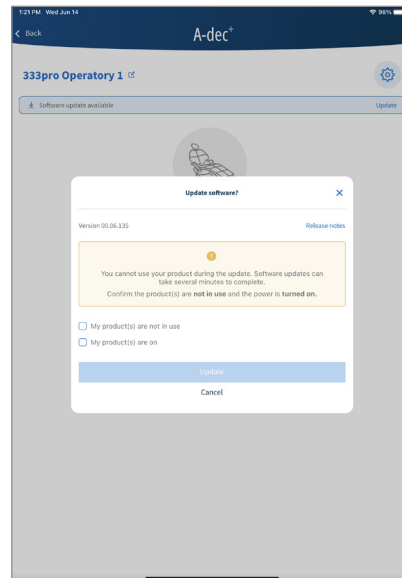 1:21 PM Wed Jun 14
98%
Back
A-dec+
333pro Operatory 1
Software update available
Update
Update software?
Version 00.06.135
Release notes
You cannot use your product during the update. Software updates can
take several minutes to complete.
Confirm the product(s) are not in use and the power is turned on.
My product(s) are not in use
My product(s) are on
Update
Cancel